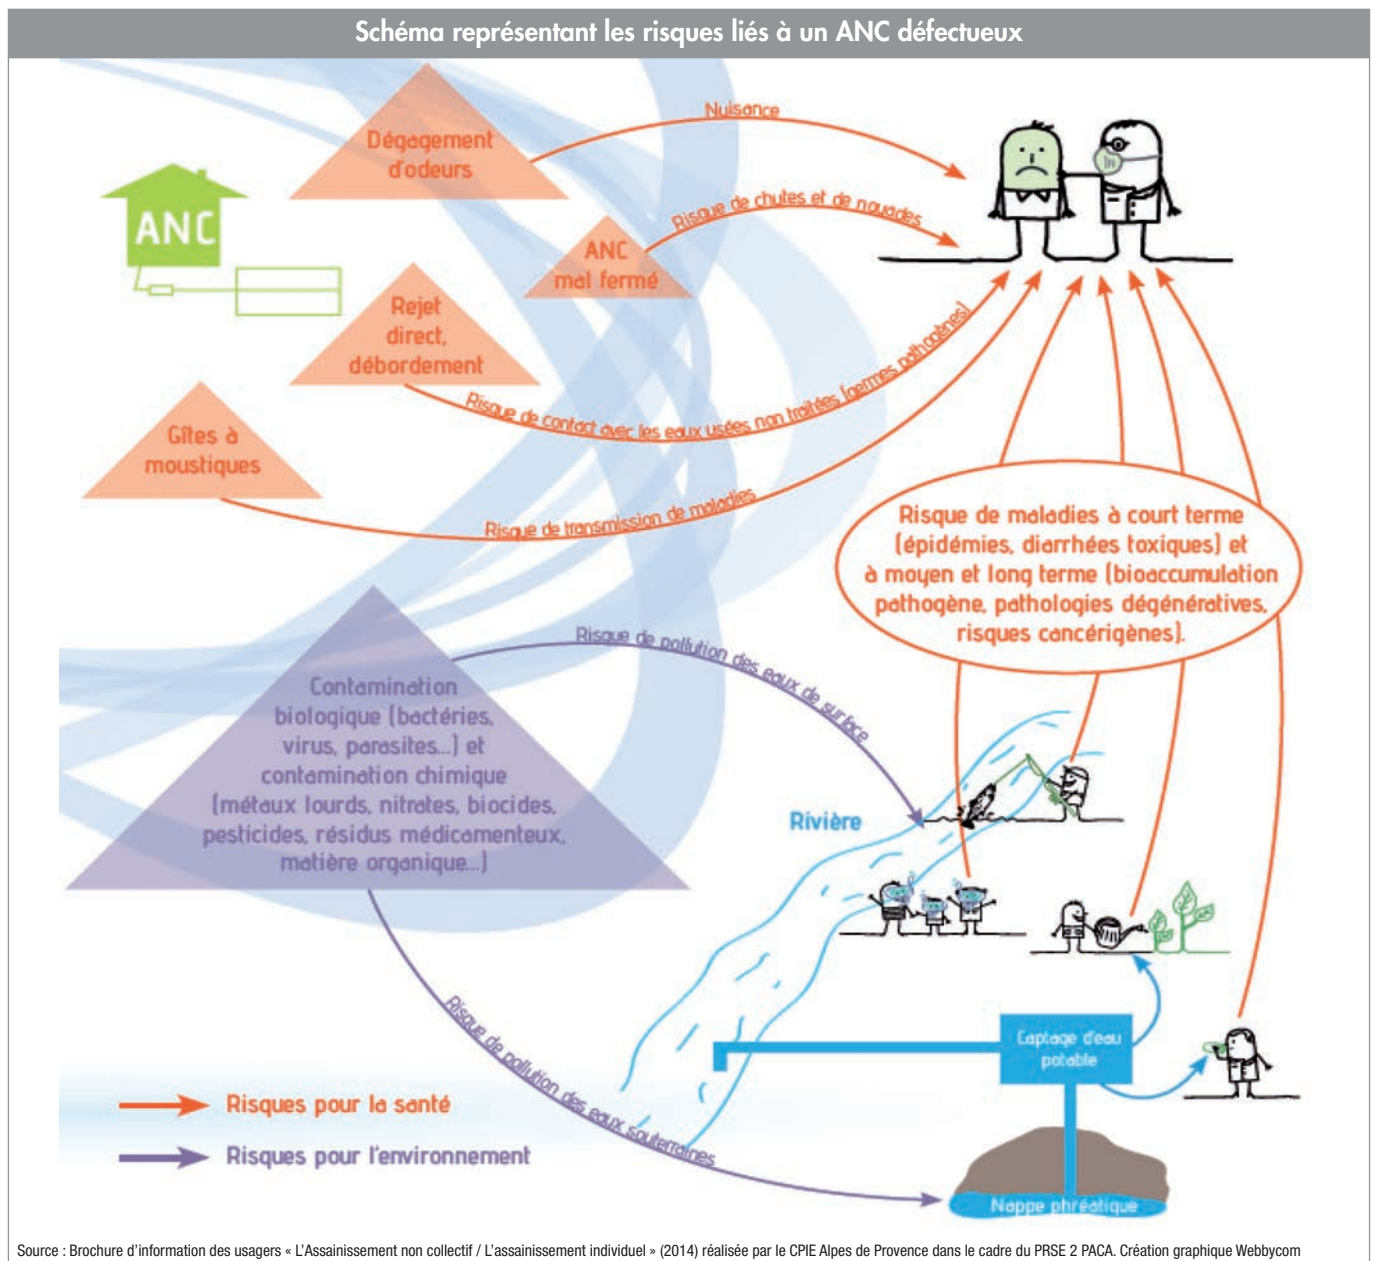 Schéma représentant les risques liés à un ANC défectueux
Nuisance
Dégagement
d'odeurs
Risque de chutes et de noyades
ANC
ANC
mal fermé
Rejet
direct,
débordement
Risque de contact avec les eaux usées non traitées (germes pathogènes)
Gîtes à
moustiques
Risque de transmission de maladies
Risque de maladies à court terme
(épidémies, diarrhées toxiques) et
à moyen et long terme (bioaccumulation
pathogène, pathologies dégénératives,
risques cancérigènes).
Risque de pollution des eaux de surface
Contamination
biologique (bactéries,
virus, parasites...) et
contamination chimique
(métaux lourds, nitrates, biocides,
pesticides, résidus médicamenteux,
matière organique...)
Rivière
Risque de pollution des eaux souterraines
Captage d'eau
potable
Risques pour la santé
Risques pour l'environnement
Nappe phréatique
Source : Brochure d'information des usagers « L'Assainissement non collectif / L'assainissement individuel » (2014) réalisée par le CPIE Alpes de Provence dans le cadre du PRSE 2 PACA. Création graphique Webbycom